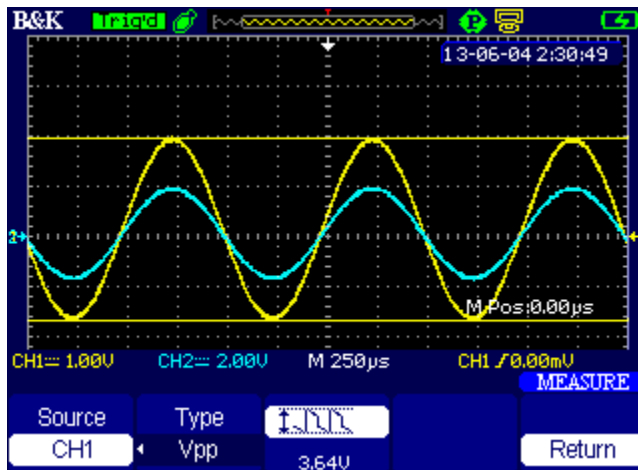 B&K Trig'd P
13-06-04 2:30:49
2
M Pos:0.00µs
CH1 1.00V CH2 2.00V M 250µs CH1 0.00mV
MEASURE
Source Type
CH1 Vpp 3.64V Return